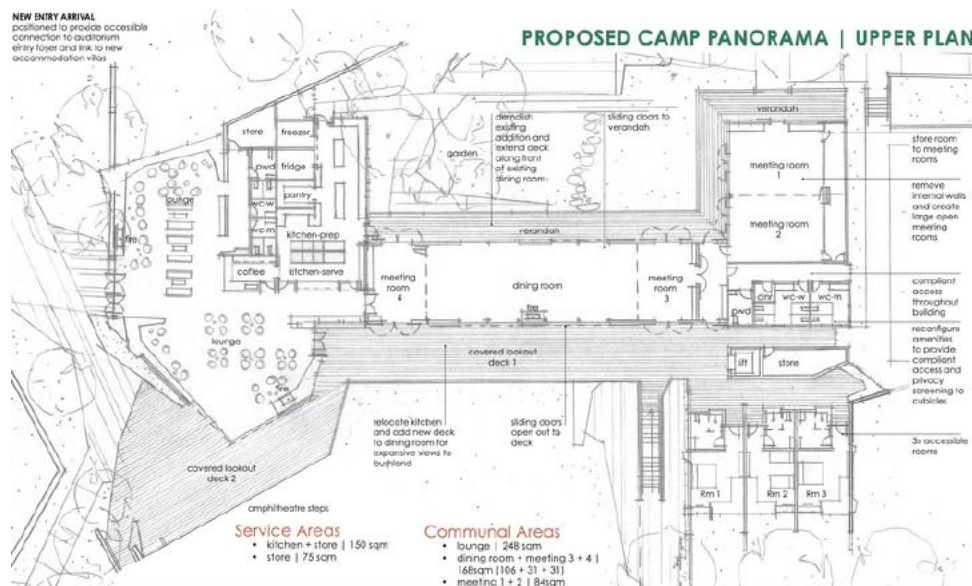 NEW ENTRY ARRIVAL
positioned to provide accessible
connection to auditorium
entry foyer and link to new
accommodation villas
PROPOSED CAMP PANORAMA | UPPER PLAN
verandah
demolish
existing
addition and
extend deck
along front
of existing
dining room
sliding doors to
verandah
garden
store
freezer
pwd
fridge
pantry
wc-w
wc-m
kitchen-prep
kitchen-serve
coffee
lounge
fire
meeting room
1
meeting room
2
store room
to meeting
rooms
remove
internal walls
and create
large open
meeting
rooms
verandah
meeting
room
4
dining room
fire
meeting
room
3
clnr
wc-w
wc-m
pwd
compliant
access
throughout
building
lounge
fire
covered lookout
deck 1
lift
store
reconfigure
amenities
to provide
compliant
access and
privacy
screening to
cubicles
relocate kitchen
and add new deck
to dining room for
expansive views to
bushland
sliding doors
open out to
deck
3x accessible
rooms
covered lookout
deck 2
Rm 1
Rm 2
Rm 3
amphitheatre steps
Service Areas
• kitchen + store | 150 sqm
• store | 75 sqm
Communal Areas
• lounge | 248 sqm
• dining room + meeting 3 + 4 |
168sqm (106 + 31 + 31)
• meeting 1 + 2 | 84sqm